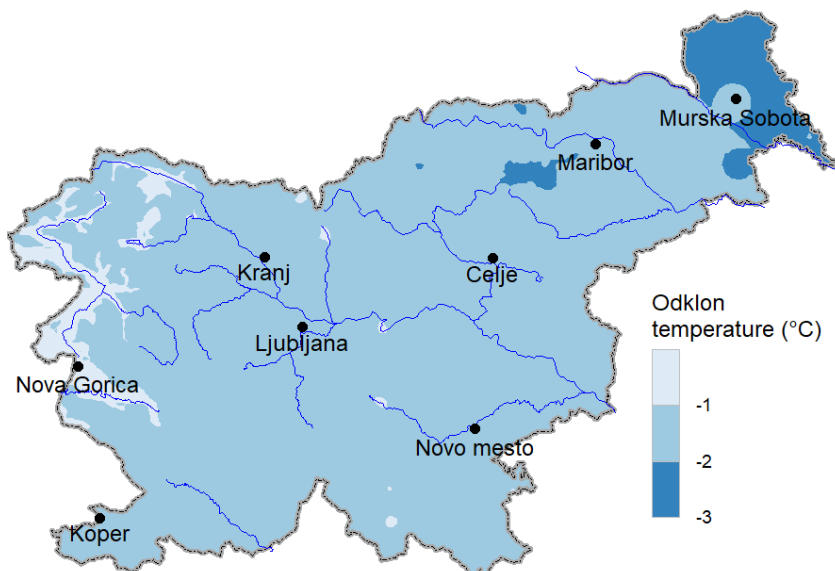 Murska Sobota
Maribor
Kranj
Celje
Ljubljana
Nova Gorica
Novo mesto
Koper
Odklon
temperature (°C)
-1
-2
-3